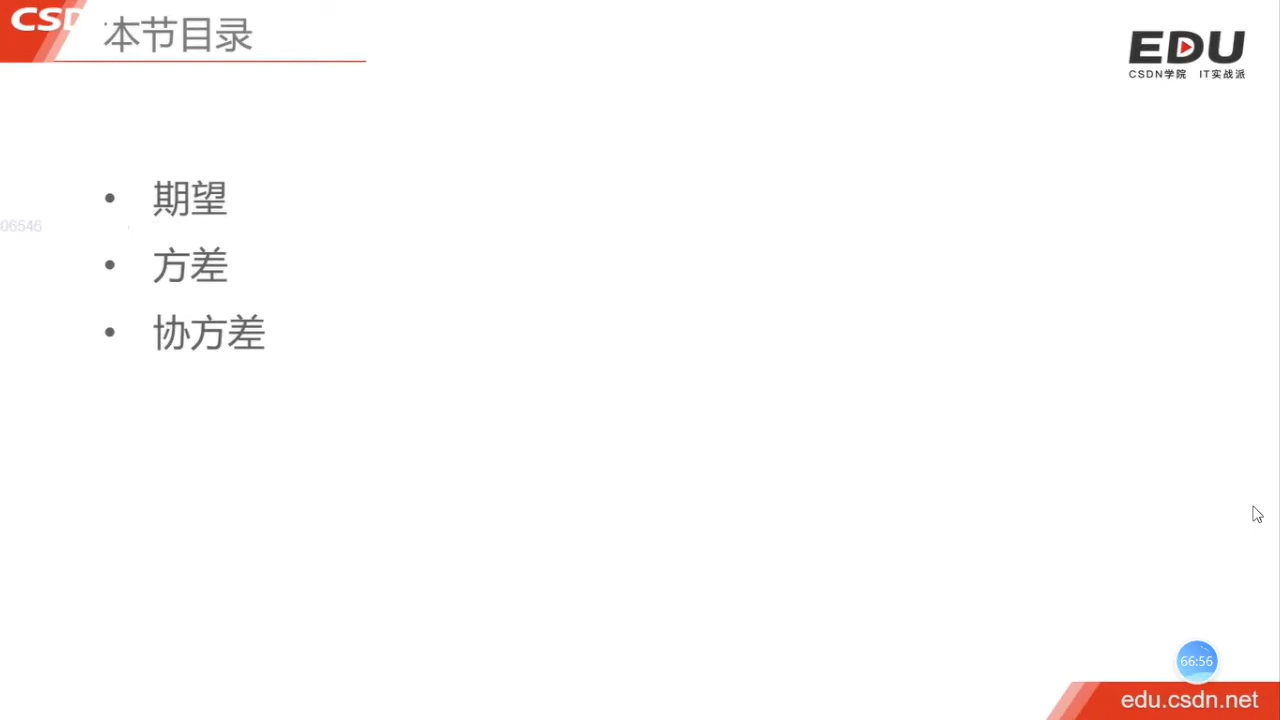 CSD
本节目录
EDU
CSDN学院 IT实战派
• 期望
06546
• 方差
• 协方差
66:56
edu.csdn.net